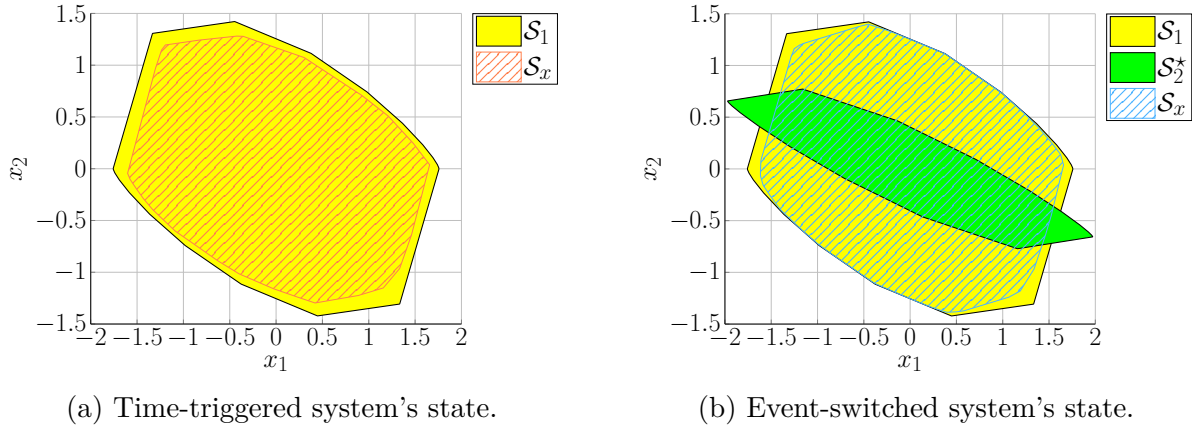 1.5
1
0.5
0
−0.5
−1
−1.5
−2 −1.5 −1 −0.5 0 0.5 1 1.5 2
x₂
x₁
𝒮₁
𝒮ₓ
(a) Time-triggered system's state.
1.5
1
0.5
0
−0.5
−1
−1.5
−2 −1.5 −1 −0.5 0 0.5 1 1.5 2
x₂
x₁
𝒮₁
𝒮₂⋆
𝒮ₓ
(b) Event-switched system's state.